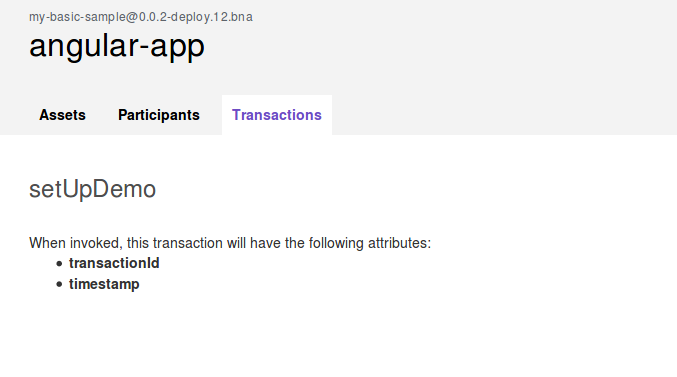 my-basic-sample@0.0.2-deploy.12.bna
angular-app
Assets Participants Transactions
setUpDemo
When invoked, this transaction will have the following attributes:
• transactionId
• timestamp